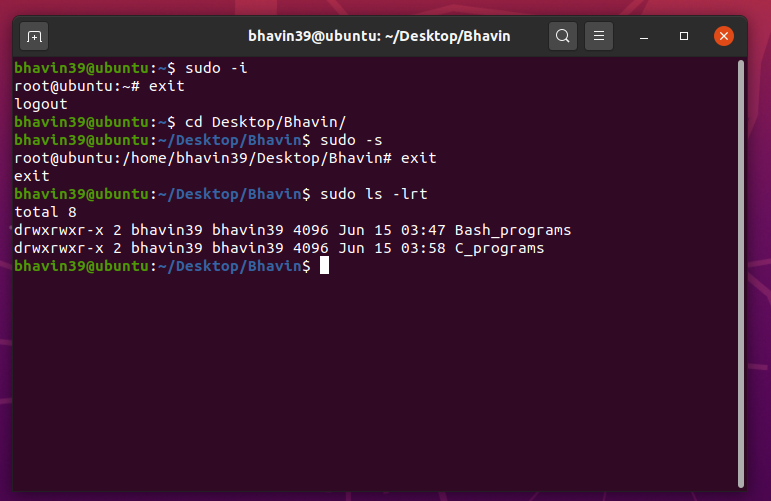 bhavin39@ubuntu: ~/Desktop/Bhavin
bhavin39@ubuntu:~$ sudo -i
root@ubuntu:~# exit
logout
bhavin39@ubuntu:~$ cd Desktop/Bhavin/
bhavin39@ubuntu:~/Desktop/Bhavin$ sudo -s
root@ubuntu:/home/bhavin39/Desktop/Bhavin# exit
exit
bhavin39@ubuntu:~/Desktop/Bhavin$ sudo ls -lrt
total 8
drwxrwxr-x 2 bhavin39 bhavin39 4096 Jun 15 03:47 Bash_programs
drwxrwxr-x 2 bhavin39 bhavin39 4096 Jun 15 03:58 C_programs
bhavin39@ubuntu:~/Desktop/Bhavin$